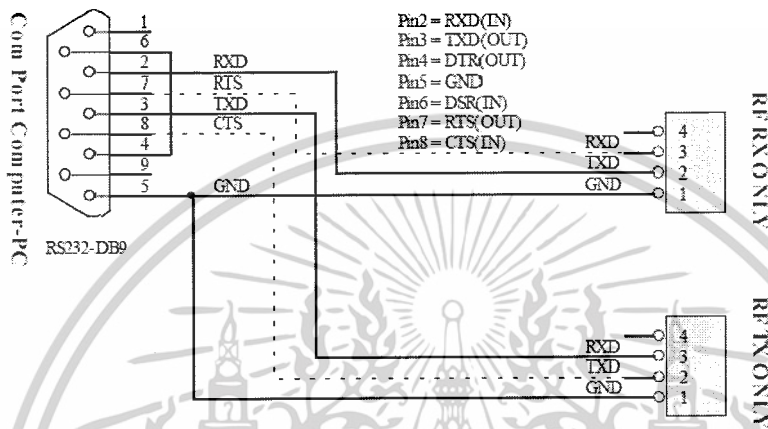 Com Port Computer-PC
1
6
2 RXD
7 RTS
3 TXD
8 CTS
4
9
5 GND
RS232-DB9
Pin2 = RXD(IN)
Pin3 = TXD(OUT)
Pin4 = DTR(OUT)
Pin5 = GND
Pin6 = DSR(IN)
Pin7 = RTS(OUT)
Pin8 = CTS(IN)
4
RXD 3
TXD 2
GND 1
RF RX ONLY
4
RXD 3
TXD 2
GND 1
RF TX ONLY